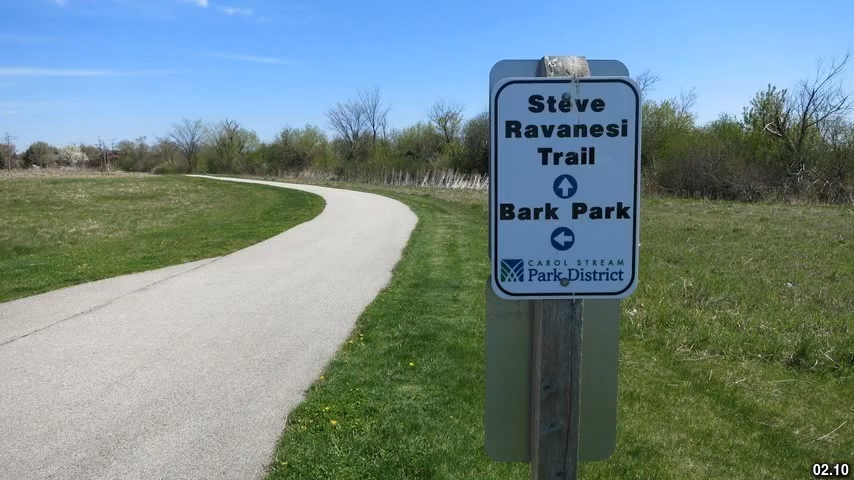 Steve
Ravanesi
Trail
Bark Park
CAROL STREAM
Park District
02.10